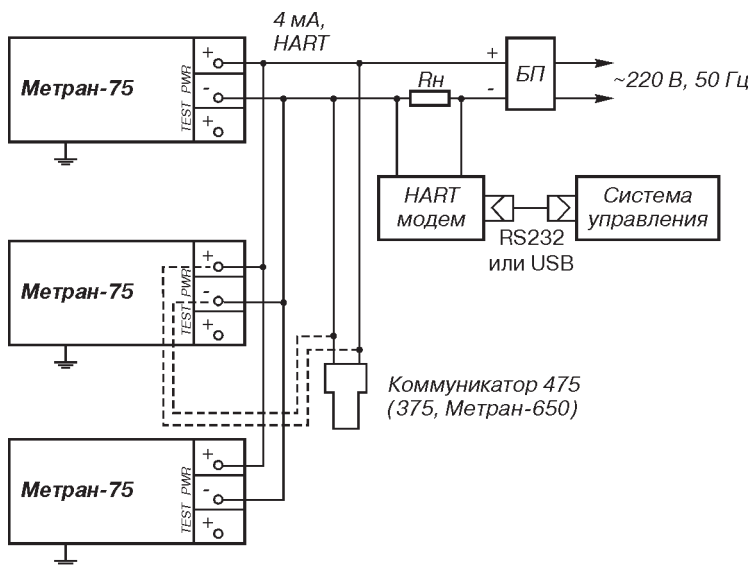 4 мА,
HART
Метран-75
+
-
+
TEST PWR
+
-
Rн
БП
~220 В, 50 Гц
HART
модем
RS232
или USB
Система
управления
Метран-75
+
-
+
TEST PWR
Коммуникатор 475
(375, Метран-650)
Метран-75
+
-
+
TEST PWR